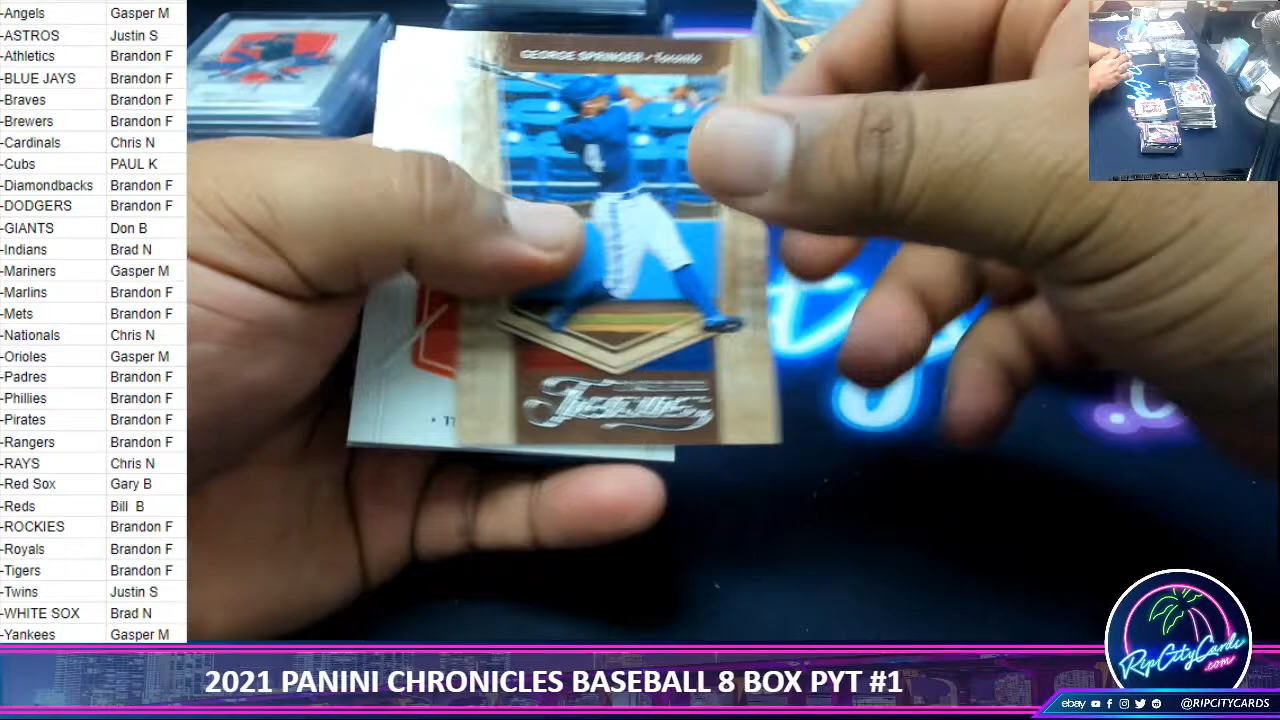 -Angels Gasper M
-ASTROS Justin S
-Athletics Brandon F
-BLUE JAYS Brandon F
-Braves Brandon F
-Brewers Brandon F
-Cardinals Chris N
-Cubs PAUL K
-Diamondbacks Brandon F
-DODGERS Brandon F
-GIANTS Don B
-Indians Brad N
-Mariners Gasper M
-Marlins Brandon F
-Mets Brandon F
-Nationals Chris N
-Orioles Gasper M
-Padres Brandon F
-Phillies Brandon F
-Pirates Brandon F
-Rangers Brandon F
-RAYS Chris N
-Red Sox Gary B
-Reds Bill B
-ROCKIES Brandon F
-Royals Brandon F
-Tigers Brandon F
-Twins Justin S
-WHITE SOX Brad N
-Yankees Gasper M
GEORGE SPRINGER - Toronto
4
2021 PANINI CHRONICLES BASEBALL 8 BOX PYT #1
RipCityCards
.com
ebay @RIPCITYCARDS